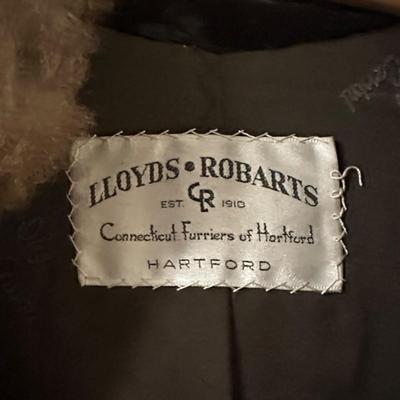 LLOYDS • ROBARTS
EST. CR 1910
Connecticut Furriers of Hartford
HARTFORD